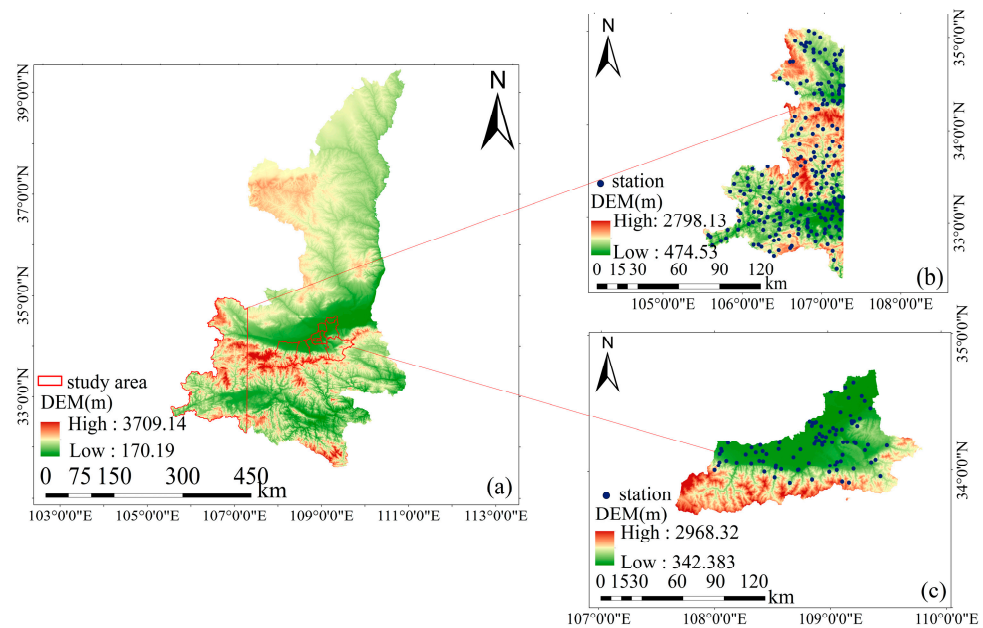 N
39°0'0"N
37°0'0"N
35°0'0"N
33°0'0"N
study area
DEM(m)
High : 3709.14
Low : 170.19
0 75 150 300 450
km
(a)
103°0'0"E 105°0'0"E 107°0'0"E 109°0'0"E 111°0'0"E 113°0'0"E
N
35°0'0"N
34°0'0"N
33°0'0"N
station
DEM(m)
High: 2798.13
Low : 474.53
0 15 30 60 90 120
km
(b)
105°0'0"E 106°0'0"E 107°0'0"E 108°0'0"E
N
35°0'0"N
34°0'0"N
station
DEM(m)
High : 2968.32
Low : 342.383
0 15 30 60 90 120
km
(c)
107°0'0"E 108°0'0"E 109°0'0"E 110°0'0"E